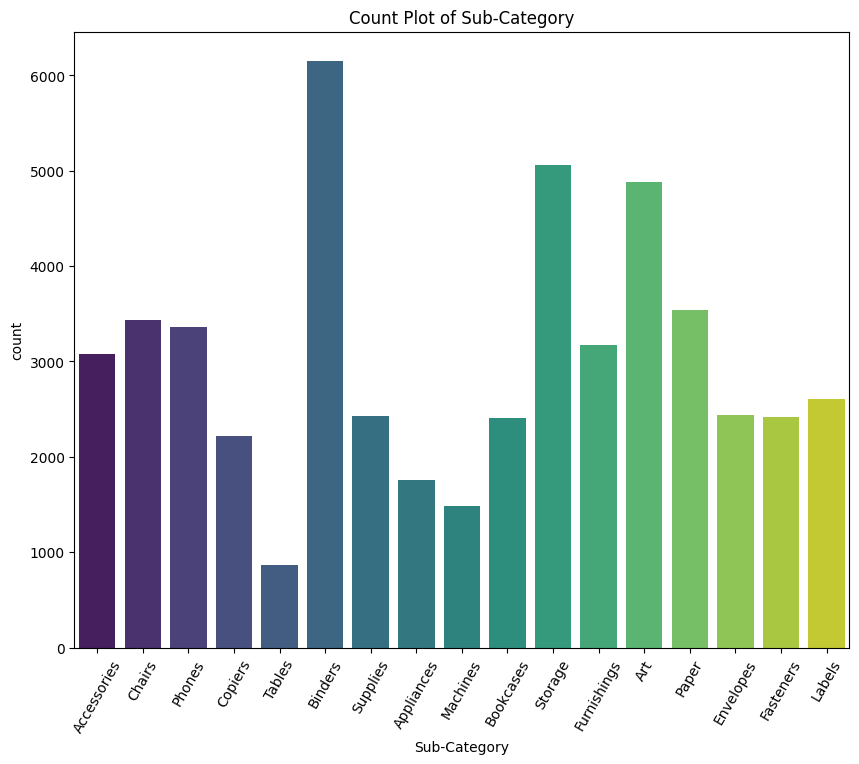 Count Plot of Sub-Category
6000
5000
4000
3000
2000
1000
0
count
Accessories
Chairs
Phones
Copiers
Tables
Binders
Supplies
Appliances
Machines
Bookcases
Storage
Furnishings
Art
Paper
Envelopes
Fasteners
Labels
Sub-Category